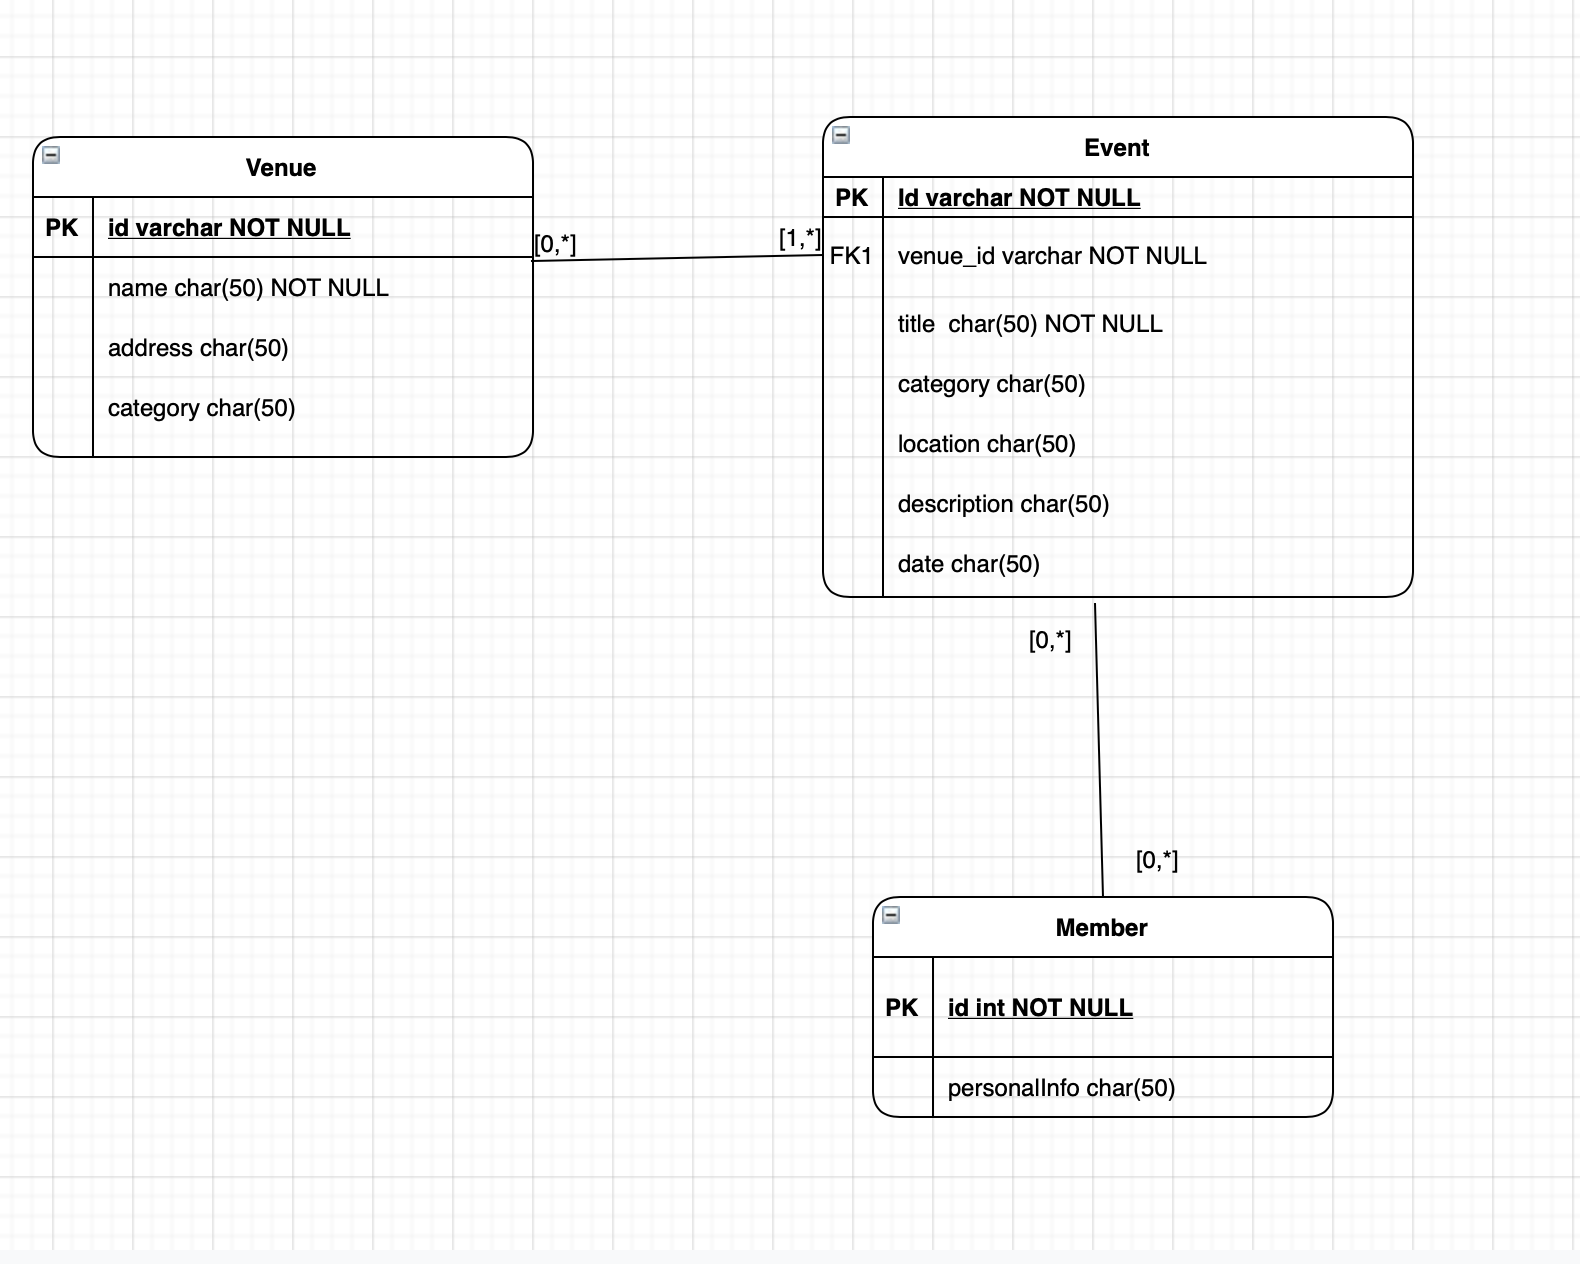 Venue
PK id varchar NOT NULL
name char(50) NOT NULL
address char(50)
category char(50)
[0,*]
[1,*]
Event
PK Id varchar NOT NULL
FK1 venue_id varchar NOT NULL
title  char(50) NOT NULL
category char(50)
location char(50)
description char(50)
date char(50)
[0,*]
[0,*]
Member
PK id int NOT NULL
personalInfo char(50)